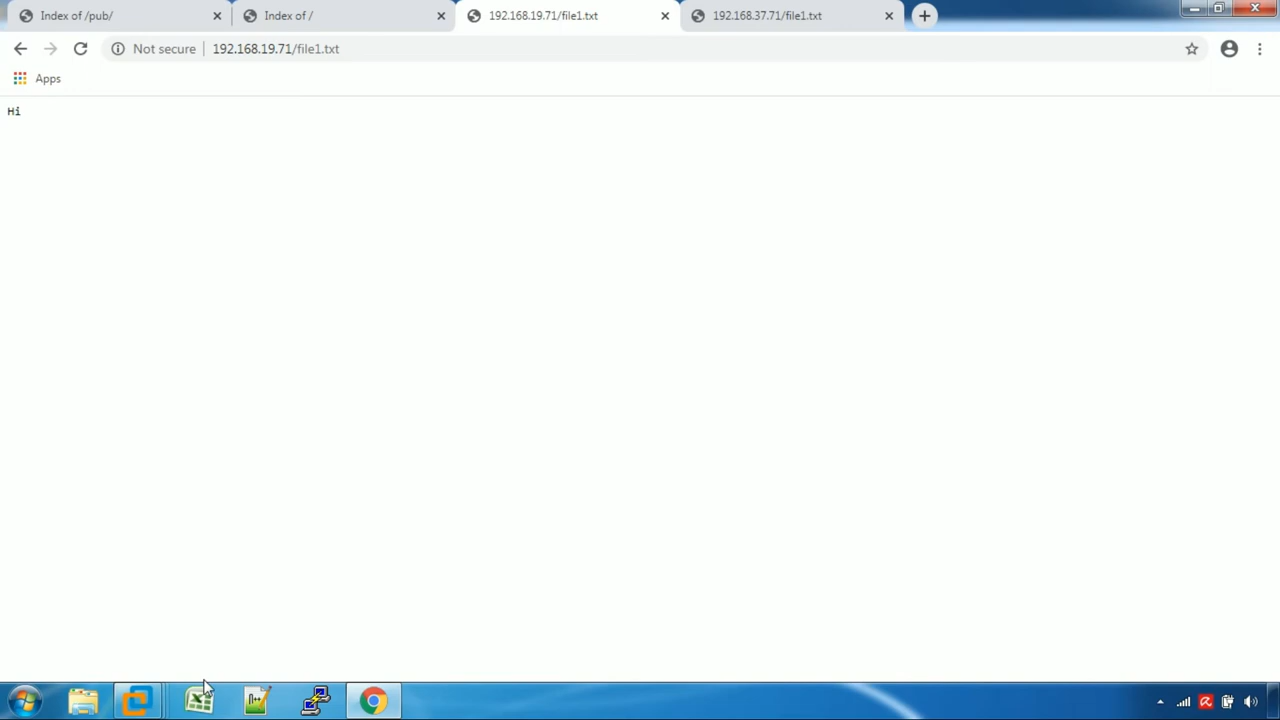 Index of /pub/
Index of /
192.168.19.71/file1.txt
192.168.37.71/file1.txt
Not secure
192.168.19.71/file1.txt
Apps
Hi